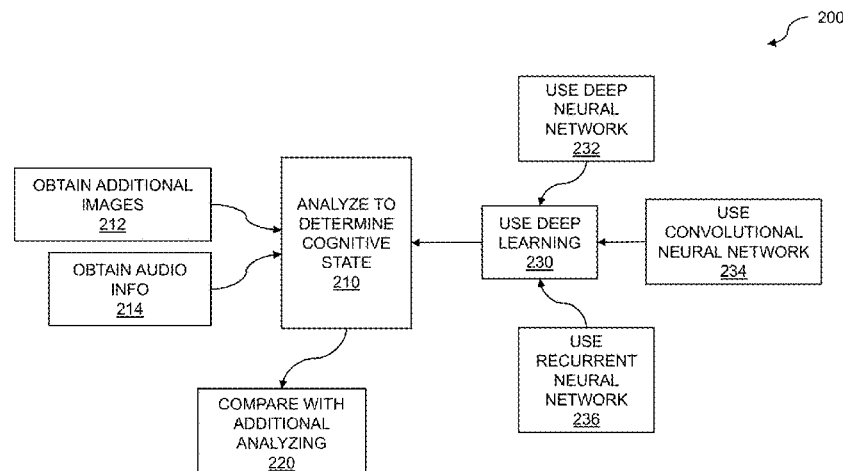 200
USE DEEP
NEURAL
NETWORK
232
OBTAIN ADDITIONAL
IMAGES
212
ANALYZE TO
DETERMINE
COGNITIVE
STATE
210
USE DEEP
LEARNING
230
USE
CONVOLUTIONAL
NEURAL NETWORK
234
OBTAIN AUDIO
INFO
214
USE
RECURRENT
NEURAL
NETWORK
236
COMPARE WITH
ADDITIONAL
ANALYZING
220